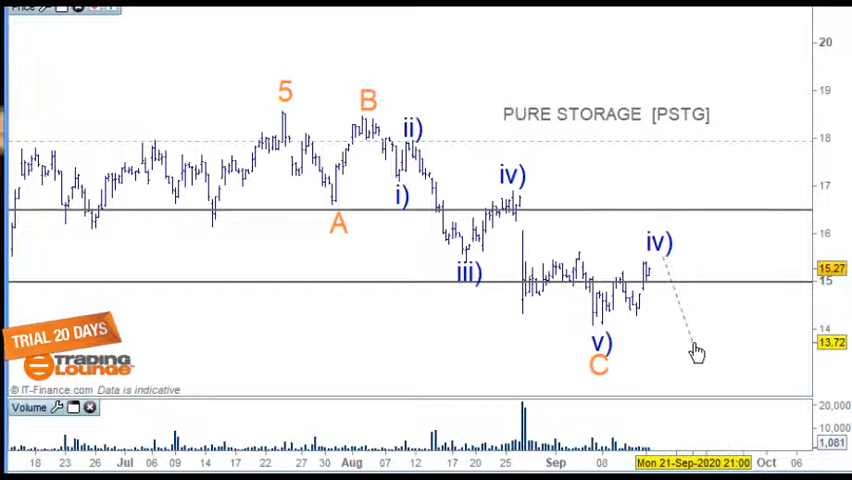 Price
20
5
19
B
PURE STORAGE [PSTG]
ii)
18
iv)
17
i)
A
16
iv)
iii)
15.27
15
14
v)
13.72
C
TRIAL 20 DAYS
TRADING
LOUNGE
© IT-Finance.com Data is indicative
Volume
20,000
10,000
1,081
18 23 26 Jul 06 09 14 17 22 27 30 Aug 07 12 17 20 25 Sep 08 Mon 21-Sep-2020 21:00 Oct 06